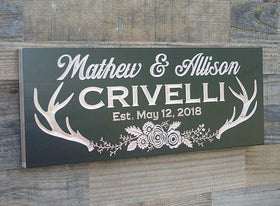 Mathew & Allison
CRIVELLI
Est. May 12, 2018